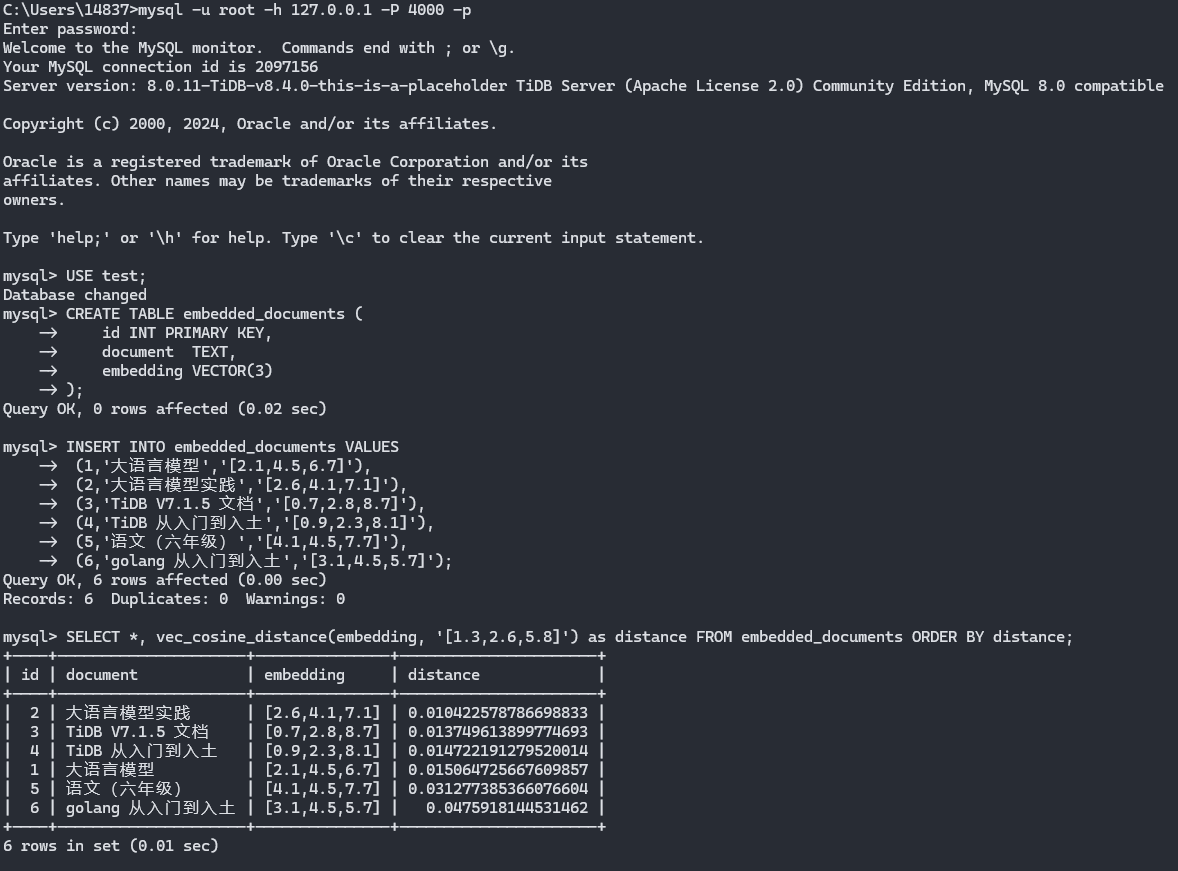 C:\Users\14837>mysql -u root -h 127.0.0.1 -P 4000 -p
Enter password:
Welcome to the MySQL monitor.  Commands end with ; or \g.
Your MySQL connection id is 2097156
Server version: 8.0.11-TiDB-v8.4.0-this-is-a-placeholder TiDB Server (Apache License 2.0) Community Edition, MySQL 8.0 compatible

Copyright (c) 2000, 2024, Oracle and/or its affiliates.

Oracle is a registered trademark of Oracle Corporation and/or its
affiliates. Other names may be trademarks of their respective
owners.

Type 'help;' or '\h' for help. Type '\c' to clear the current input statement.

mysql> USE test;
Database changed
mysql> CREATE TABLE embedded_documents (
    ->     id INT PRIMARY KEY,
    ->     document  TEXT,
    ->     embedding VECTOR(3)
    -> );
Query OK, 0 rows affected (0.02 sec)

mysql> INSERT INTO embedded_documents VALUES
    ->  (1,'大语言模型','[2.1,4.5,6.7]'),
    ->  (2,'大语言模型实践','[2.6,4.1,7.1]'),
    ->  (3,'TiDB V7.1.5 文档','[0.7,2.8,8.7]'),
    ->  (4,'TiDB 从入门到入土','[0.9,2.3,8.1]'),
    ->  (5,'语文（六年级）','[4.1,4.5,7.7]'),
    ->  (6,'golang 从入门到入土','[3.1,4.5,5.7]');
Query OK, 6 rows affected (0.00 sec)
Records: 6  Duplicates: 0  Warnings: 0

mysql> SELECT *, vec_cosine_distance(embedding, '[1.3,2.6,5.8]') as distance FROM embedded_documents ORDER BY distance;
+----+---------------------+---------------+----------------------+
| id | document            | embedding     | distance             |
+----+---------------------+---------------+----------------------+
|  2 | 大语言模型实践      | [2.6,4.1,7.1] | 0.010422578786698833 |
|  3 | TiDB V7.1.5 文档    | [0.7,2.8,8.7] | 0.013749613899774693 |
|  4 | TiDB 从入门到入土   | [0.9,2.3,8.1] | 0.014722191279520014 |
|  1 | 大语言模型          | [2.1,4.5,6.7] | 0.015064725667609857 |
|  5 | 语文（六年级）      | [4.1,4.5,7.7] | 0.031277385366076604 |
|  6 | golang 从入门到入土 | [3.1,4.5,5.7] |   0.0475918144531462 |
+----+---------------------+---------------+----------------------+
6 rows in set (0.01 sec)